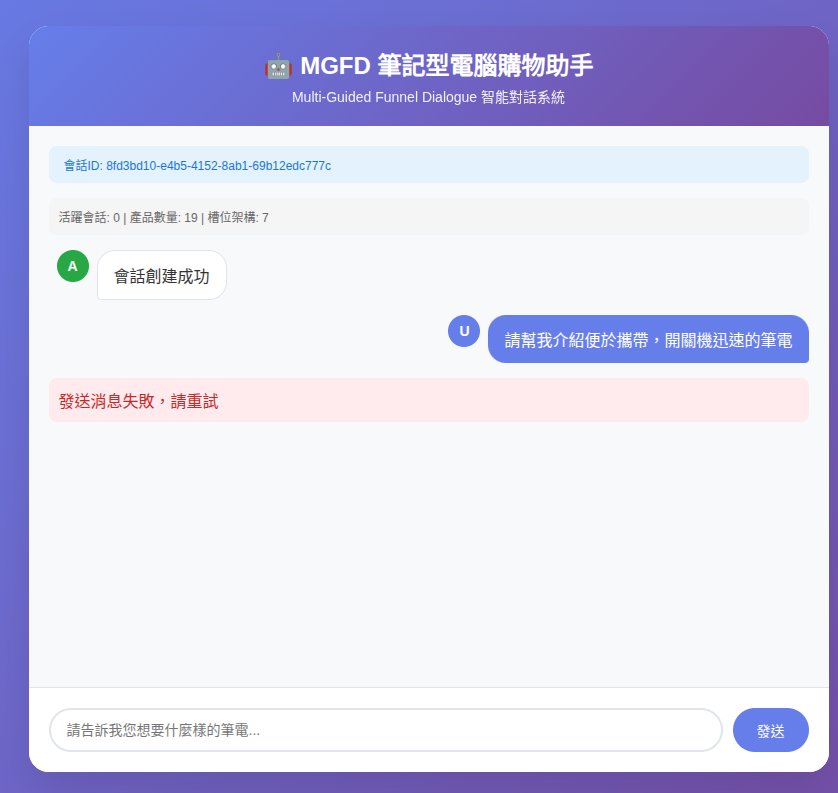 🤖 MGFD 筆記型電腦購物助手
Multi-Guided Funnel Dialogue 智能對話系統
會話ID: 8fd3bd10-e4b5-4152-8ab1-69b12edc777c
活躍會話: 0 | 產品數量: 19 | 槽位架構: 7
A
會話創建成功
U
請幫我介紹便於攜帶，開關機迅速的筆電
發送消息失敗，請重試
請告訴我您想要什麼樣的筆電...
發送